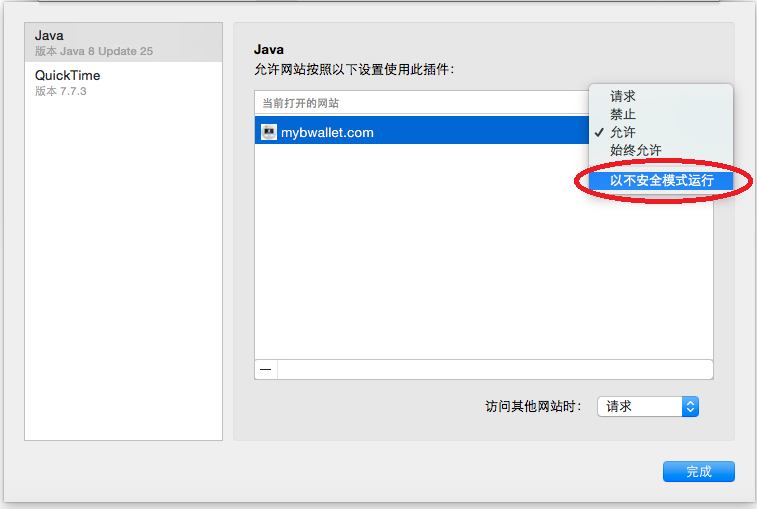 Java
版本 Java 8 Update 25
QuickTime
版本 7.7.3
Java
允许网站按照以下设置使用此插件：
当前打开的网站
mybwallet.com
请求
禁止
✓ 允许
始终允许
以不安全模式运行
访问其他网站时：
请求
完成